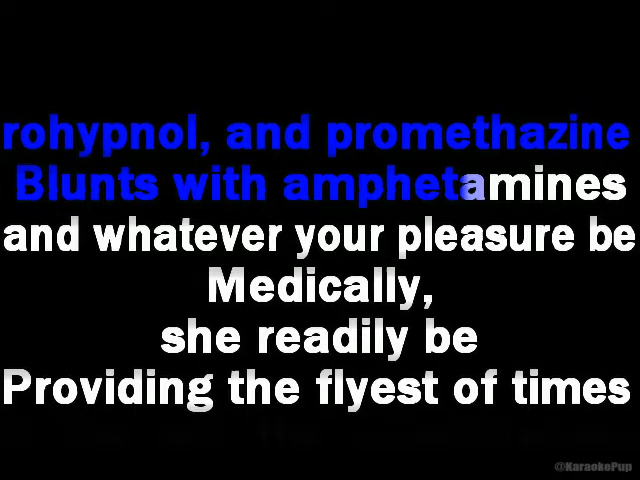 rohypnol, and promethazine
Blunts with amphetamines
and whatever your pleasure be
Medically,
she readily be
Providing the flyest of times
@KaraokePup